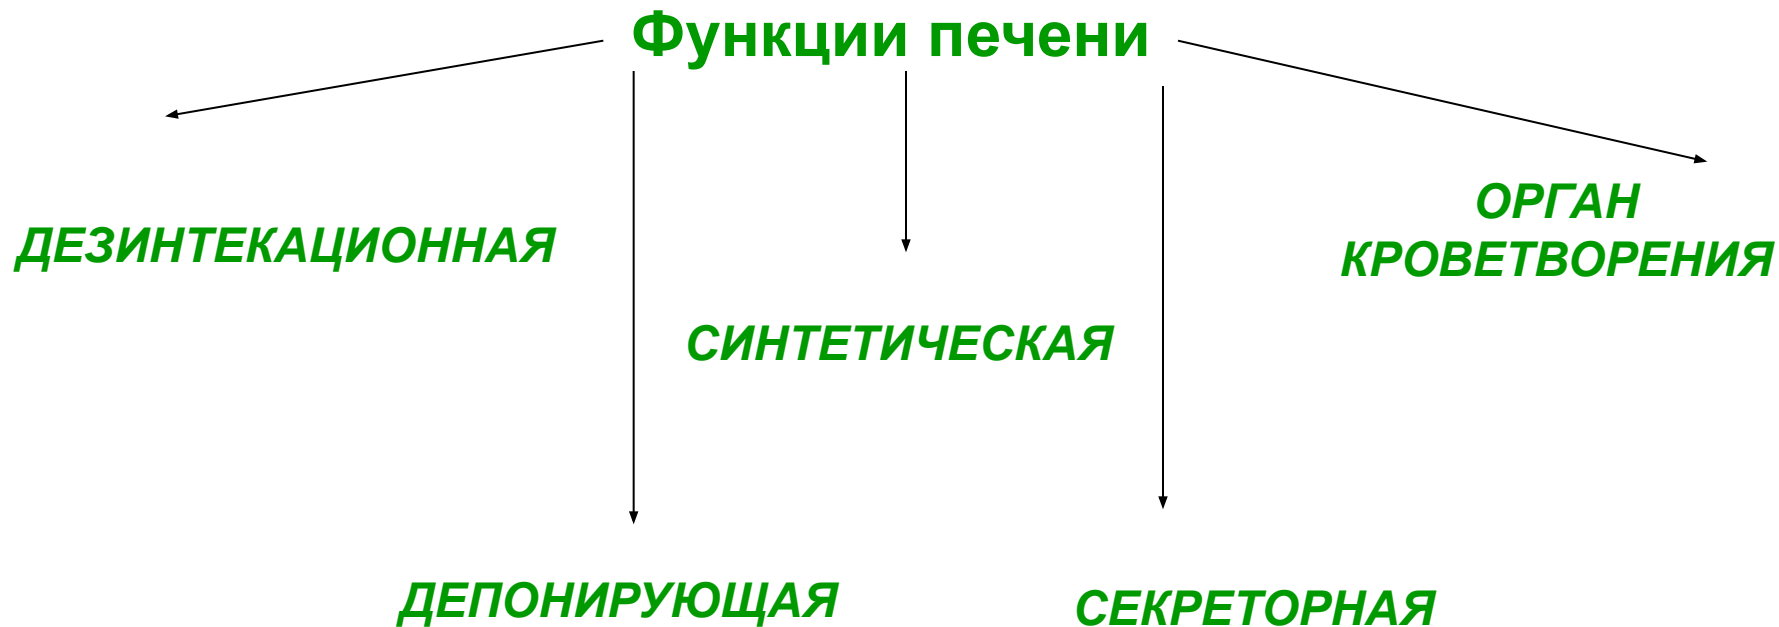 Функции печени
ДЕЗИНТЕКАЦИОННАЯ
ОРГАН
КРОВЕТВОРЕНИЯ
СИНТЕТИЧЕСКАЯ
ДЕПОНИРУЮЩАЯ
СЕКРЕТОРНАЯ